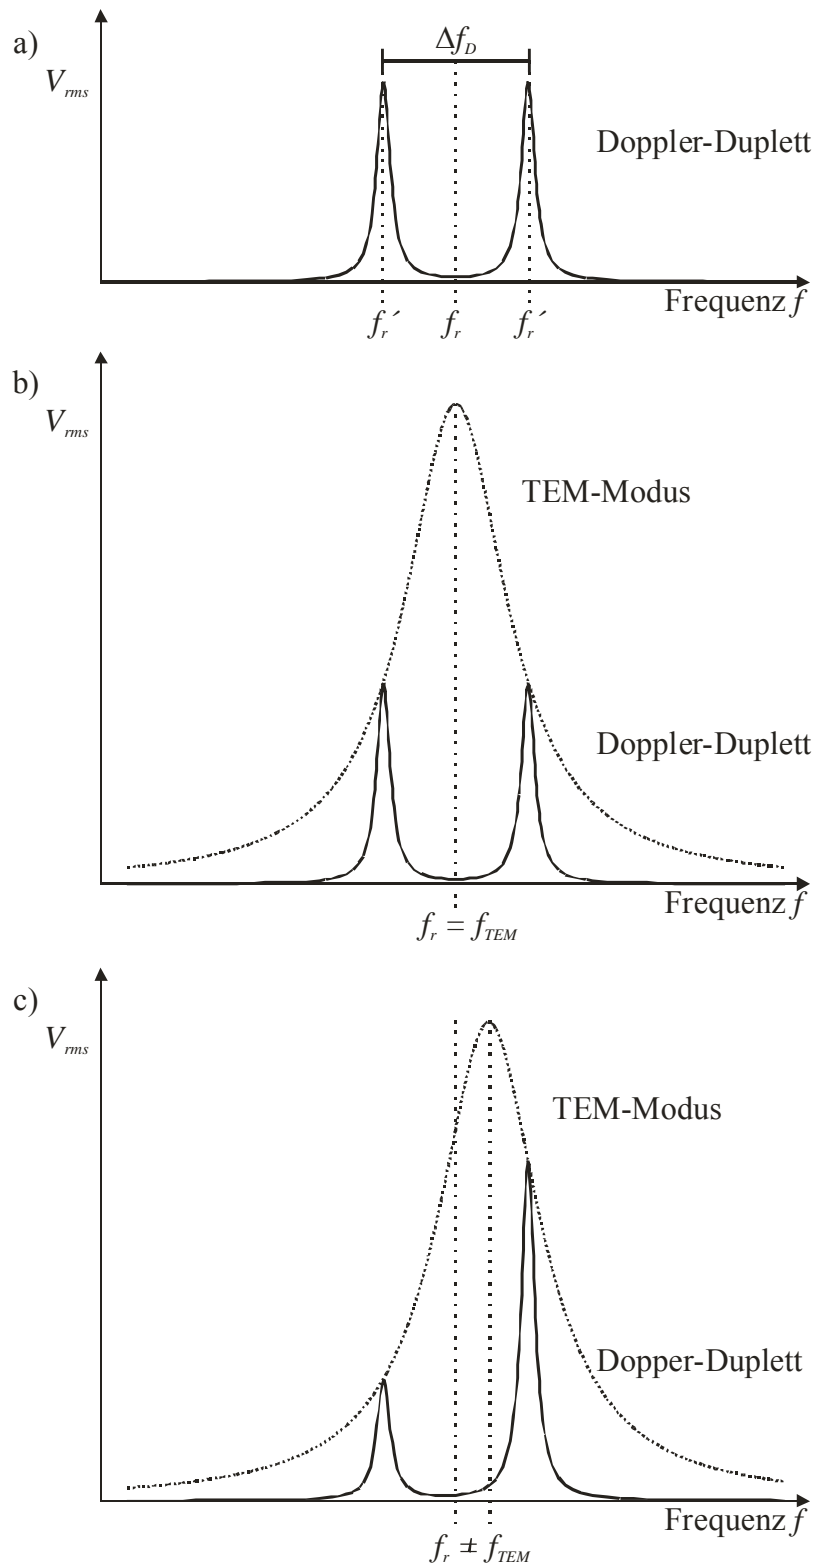 a)
Δf_D
V_rms
Doppler-Duplett
Frequenz f
f_r´ f_r f_r´
b)
V_rms
TEM-Modus
Doppler-Duplett
Frequenz f
f_r = f_TEM
c)
V_rms
TEM-Modus
Dopper-Duplett
Frequenz f
f_r ≠ f_TEM